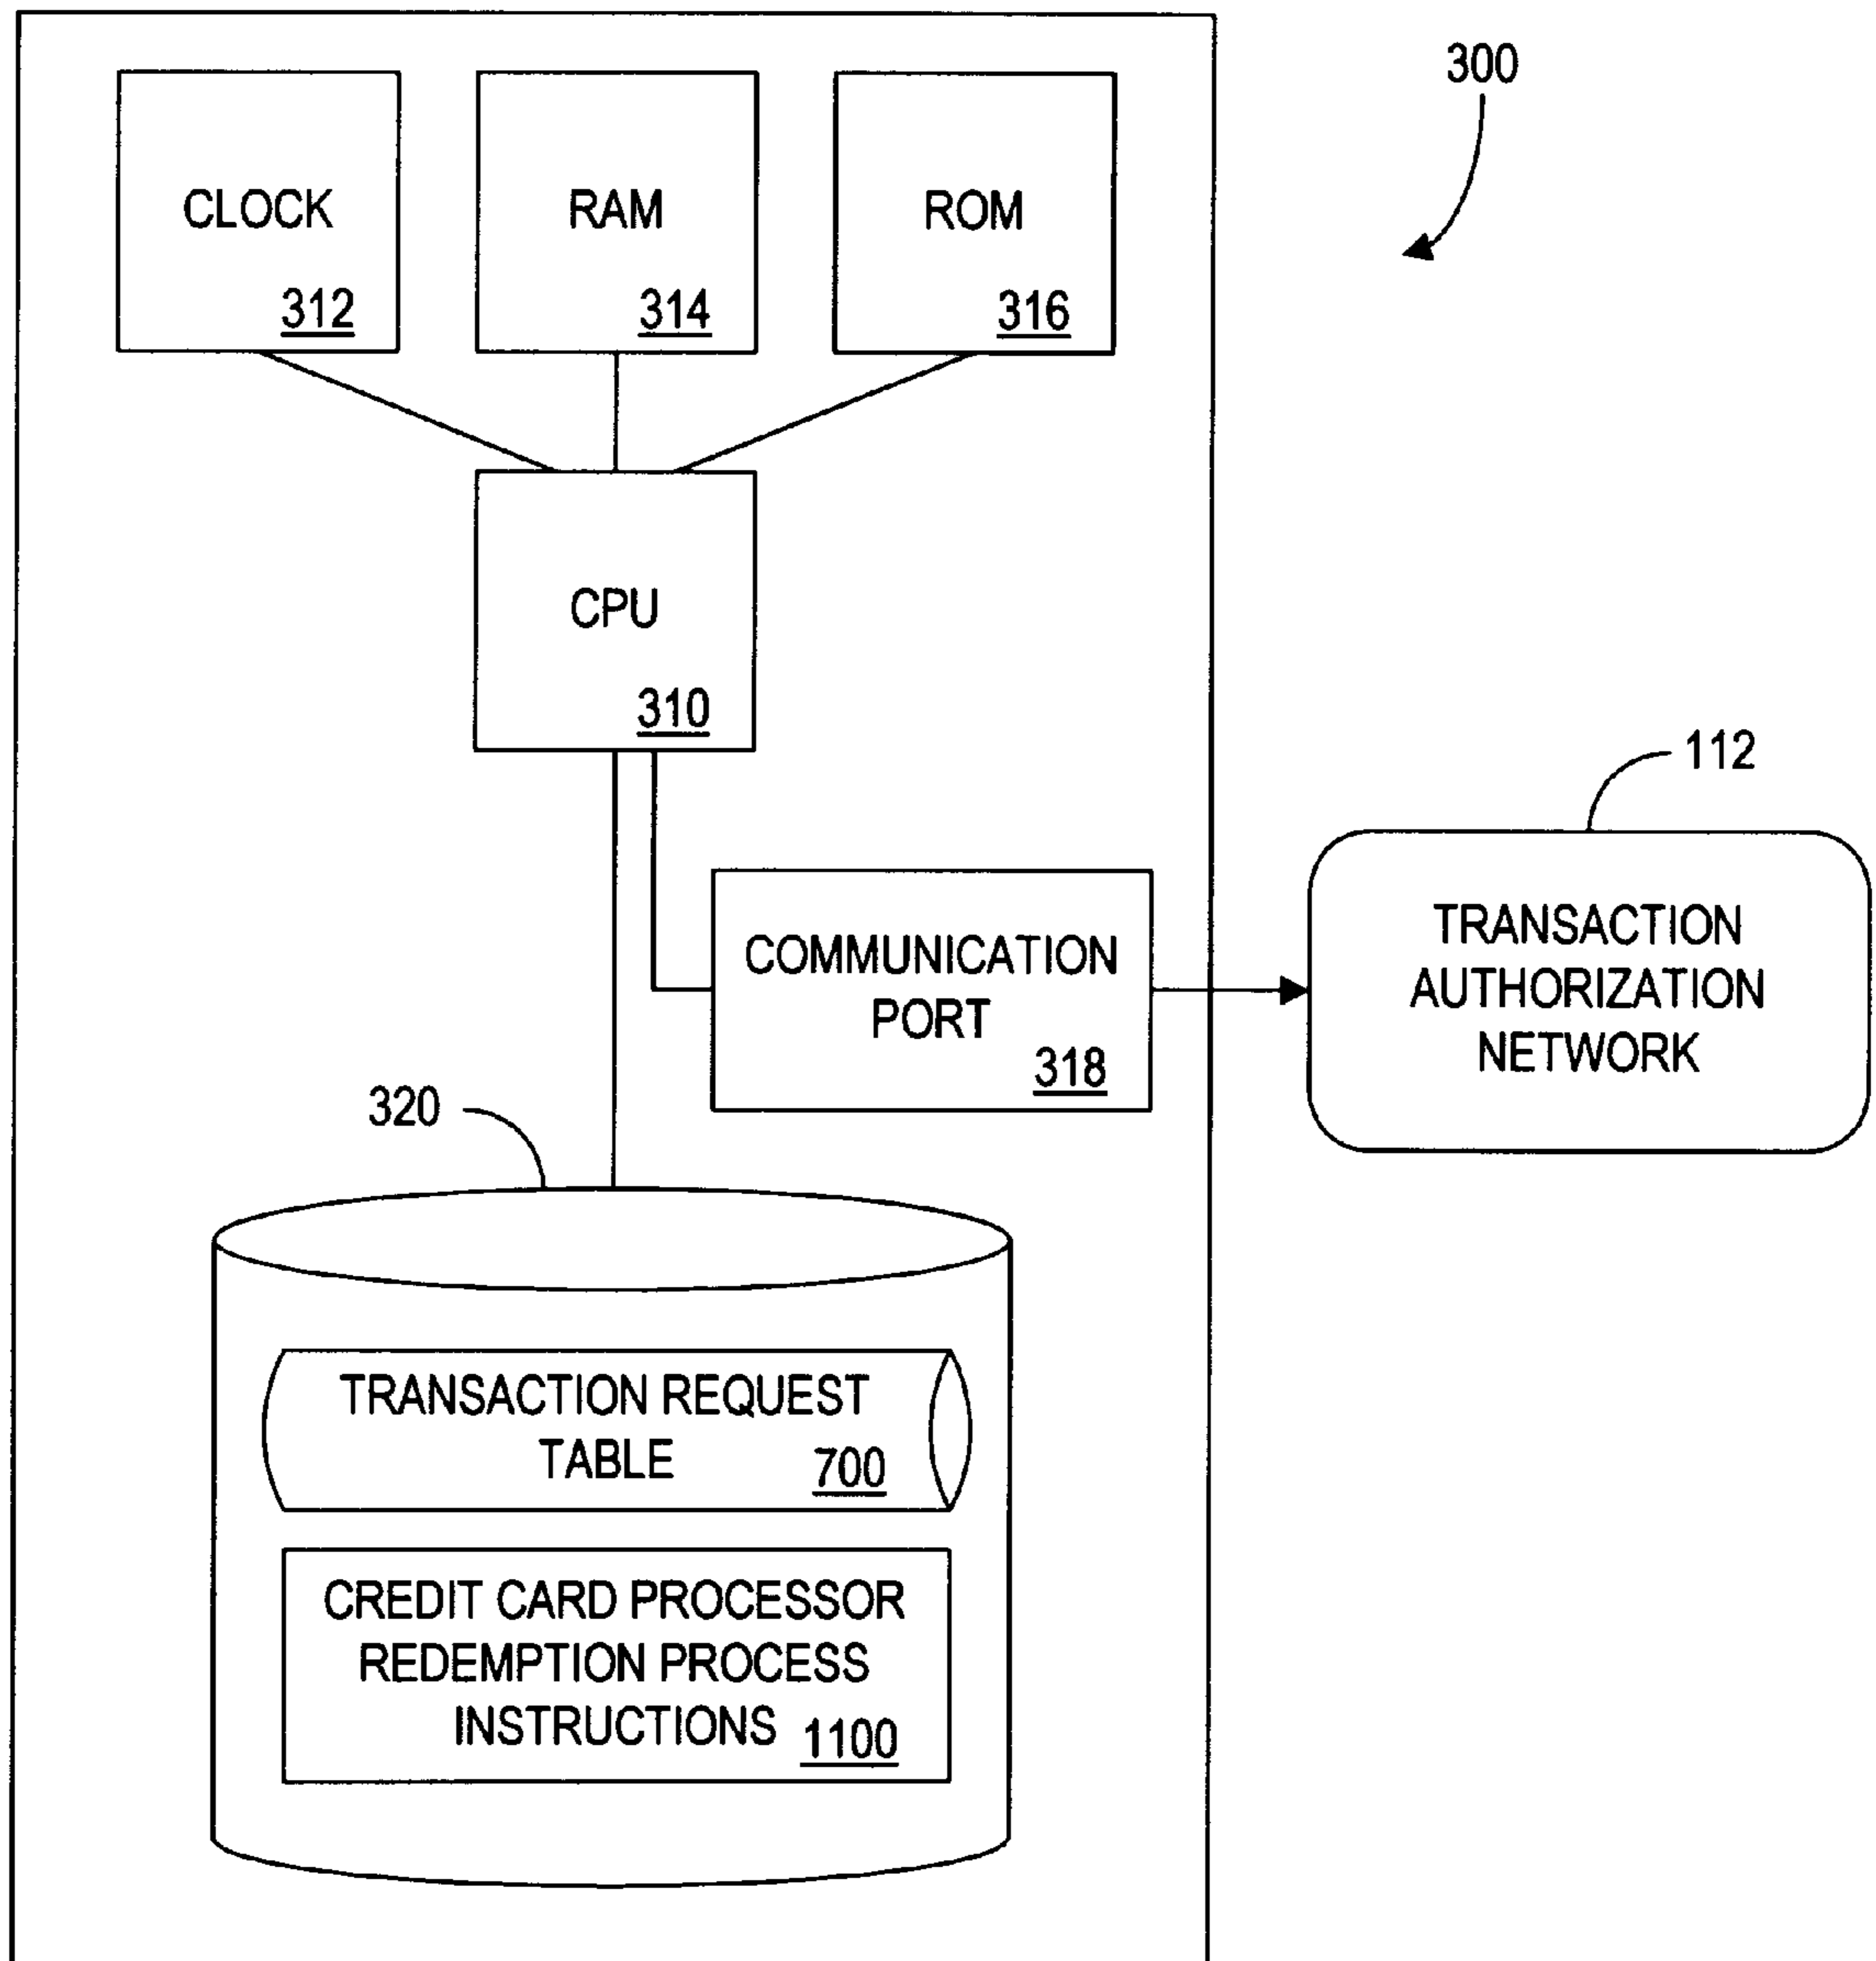 300
CLOCK
312
RAM
314
ROM
316
CPU
310
112
COMMUNICATION
PORT
318
TRANSACTION
AUTHORIZATION
NETWORK
320
TRANSACTION REQUEST
TABLE 700
CREDIT CARD PROCESSOR
REDEMPTION PROCESS
INSTRUCTIONS 1100